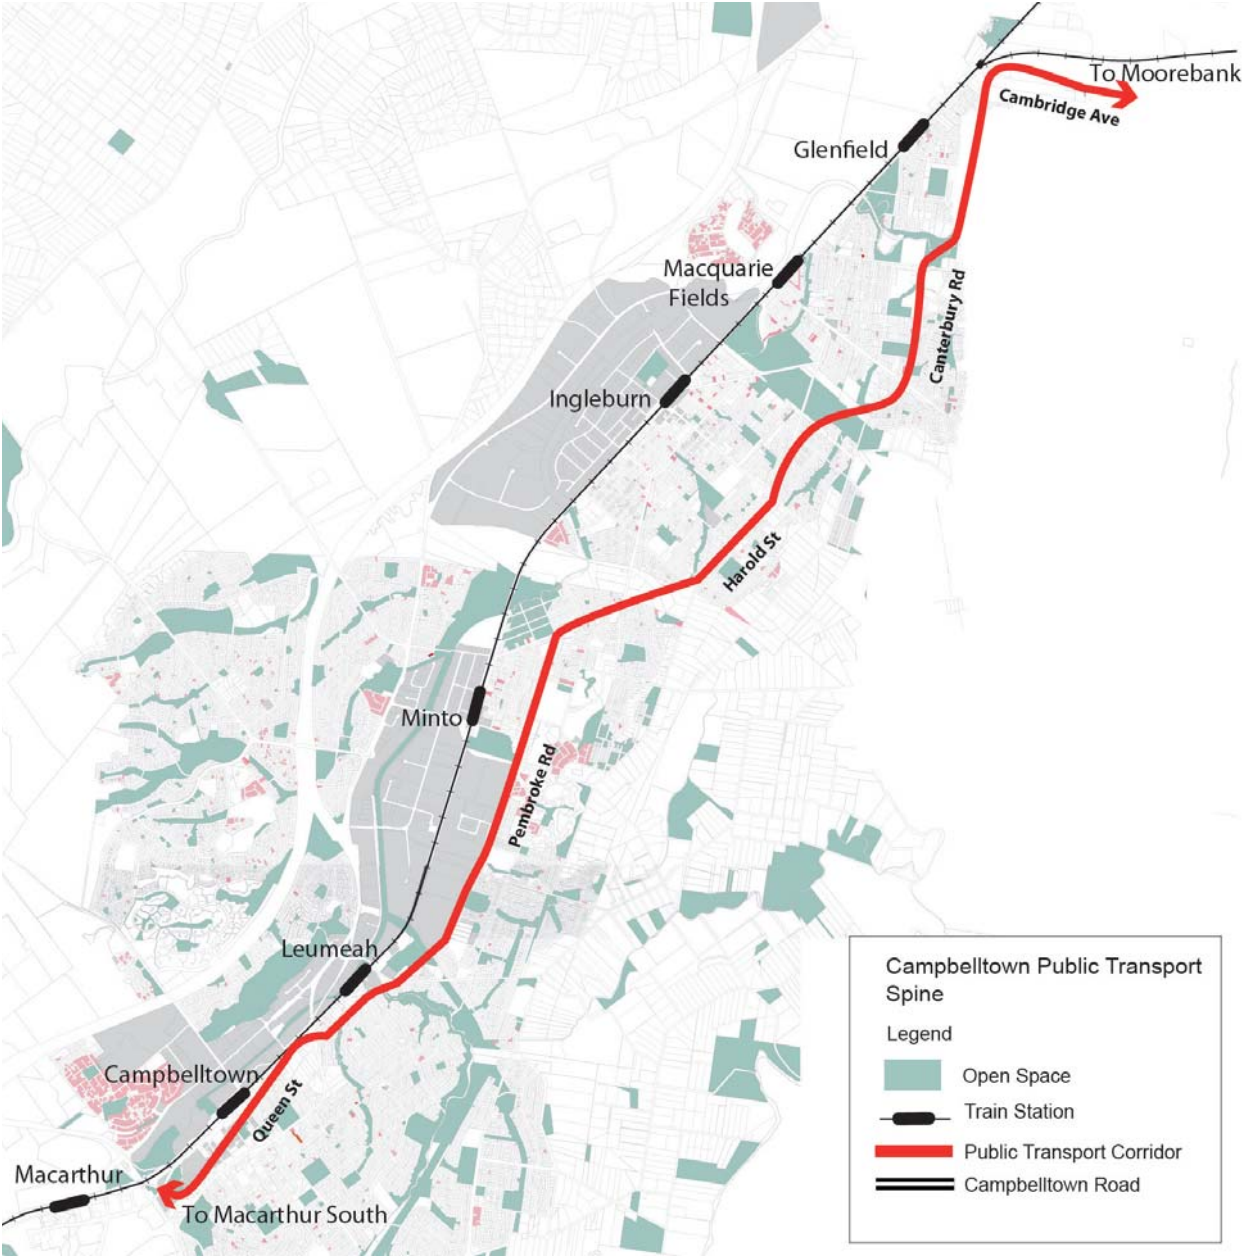 To Moorebank
Cambridge Ave
Glenfield
Macquarie
Fields
Canterbury Rd
Ingleburn
Harold St
Minto
Pembroke Rd
Leumeah
Campbelltown
Queen St
Macarthur
To Macarthur South
Campbelltown Public Transport
Spine
Legend
Open Space
Train Station
Public Transport Corridor
Campbelltown Road